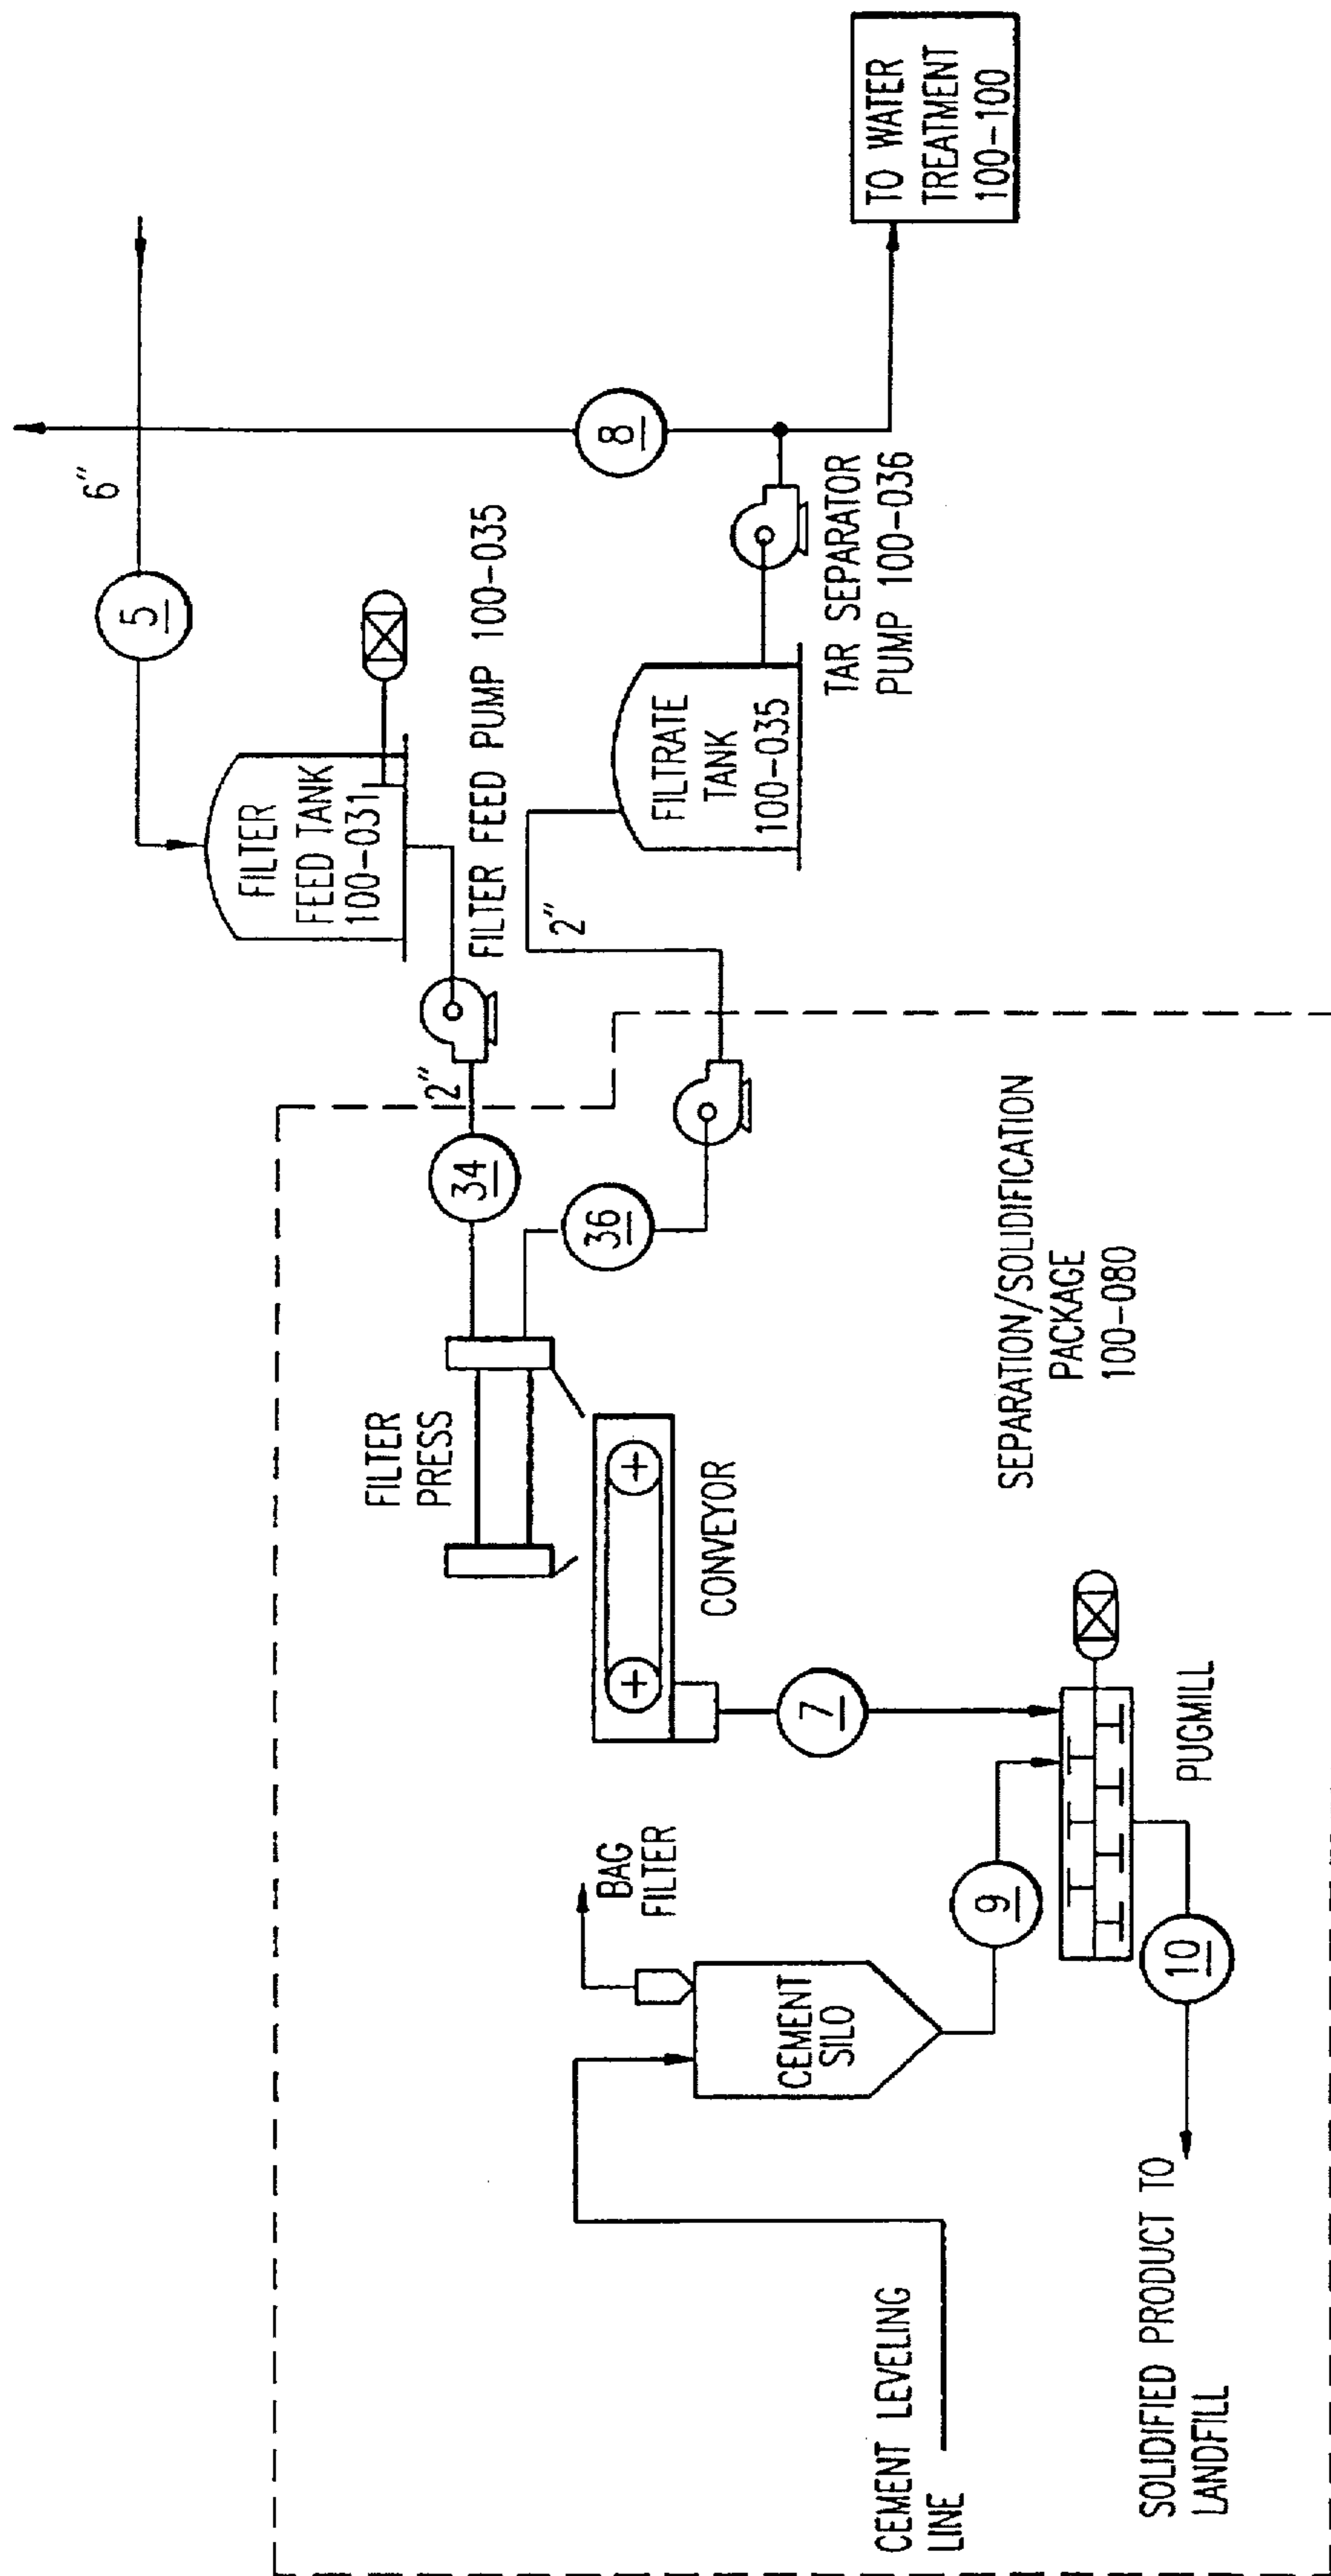 6"
5
FILTER
FEED TANK
100-031
FILTER FEED PUMP 100-035
2"
34
FILTER
PRESS
36
2"
FILTRATE
TANK
100-035
TAR SEPARATOR
PUMP 100-036
8
TO WATER
TREATMENT
100-100
CONVEYOR
7
BAG
FILTER
CEMENT
SILO
9
CEMENT LEVELING
LINE
PUGMILL
10
SOLIDIFIED PRODUCT TO
LANDFILL
SEPARATION/SOLIDIFICATION
PACKAGE
100-080